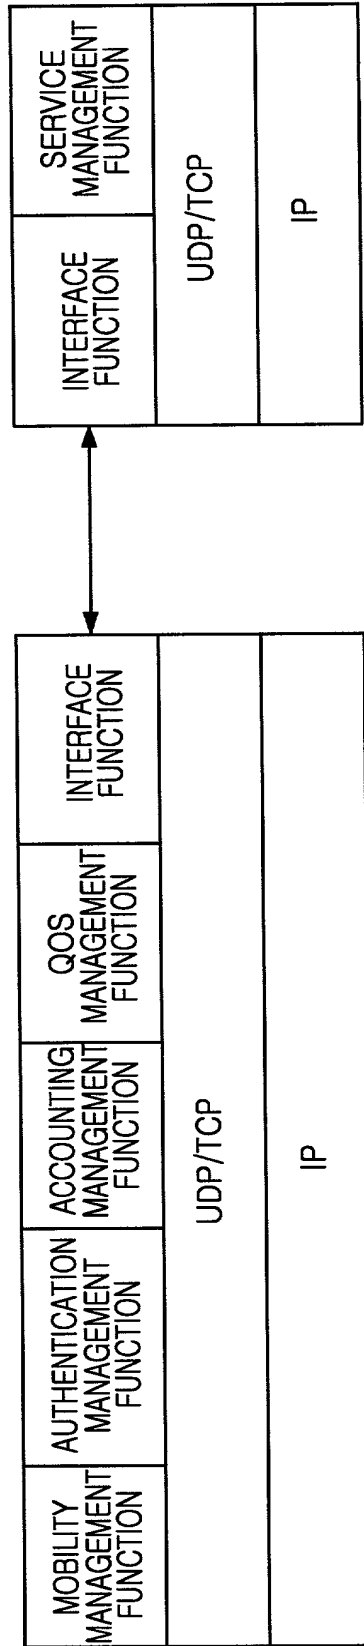 MOBILITY
MANAGEMENT
FUNCTION
AUTHENTICATION
MANAGEMENT
FUNCTION
ACCOUNTING
MANAGEMENT
FUNCTION
QOS
MANAGEMENT
FUNCTION
INTERFACE
FUNCTION
UDP/TCP
IP
INTERFACE
FUNCTION
SERVICE
MANAGEMENT
FUNCTION
UDP/TCP
IP